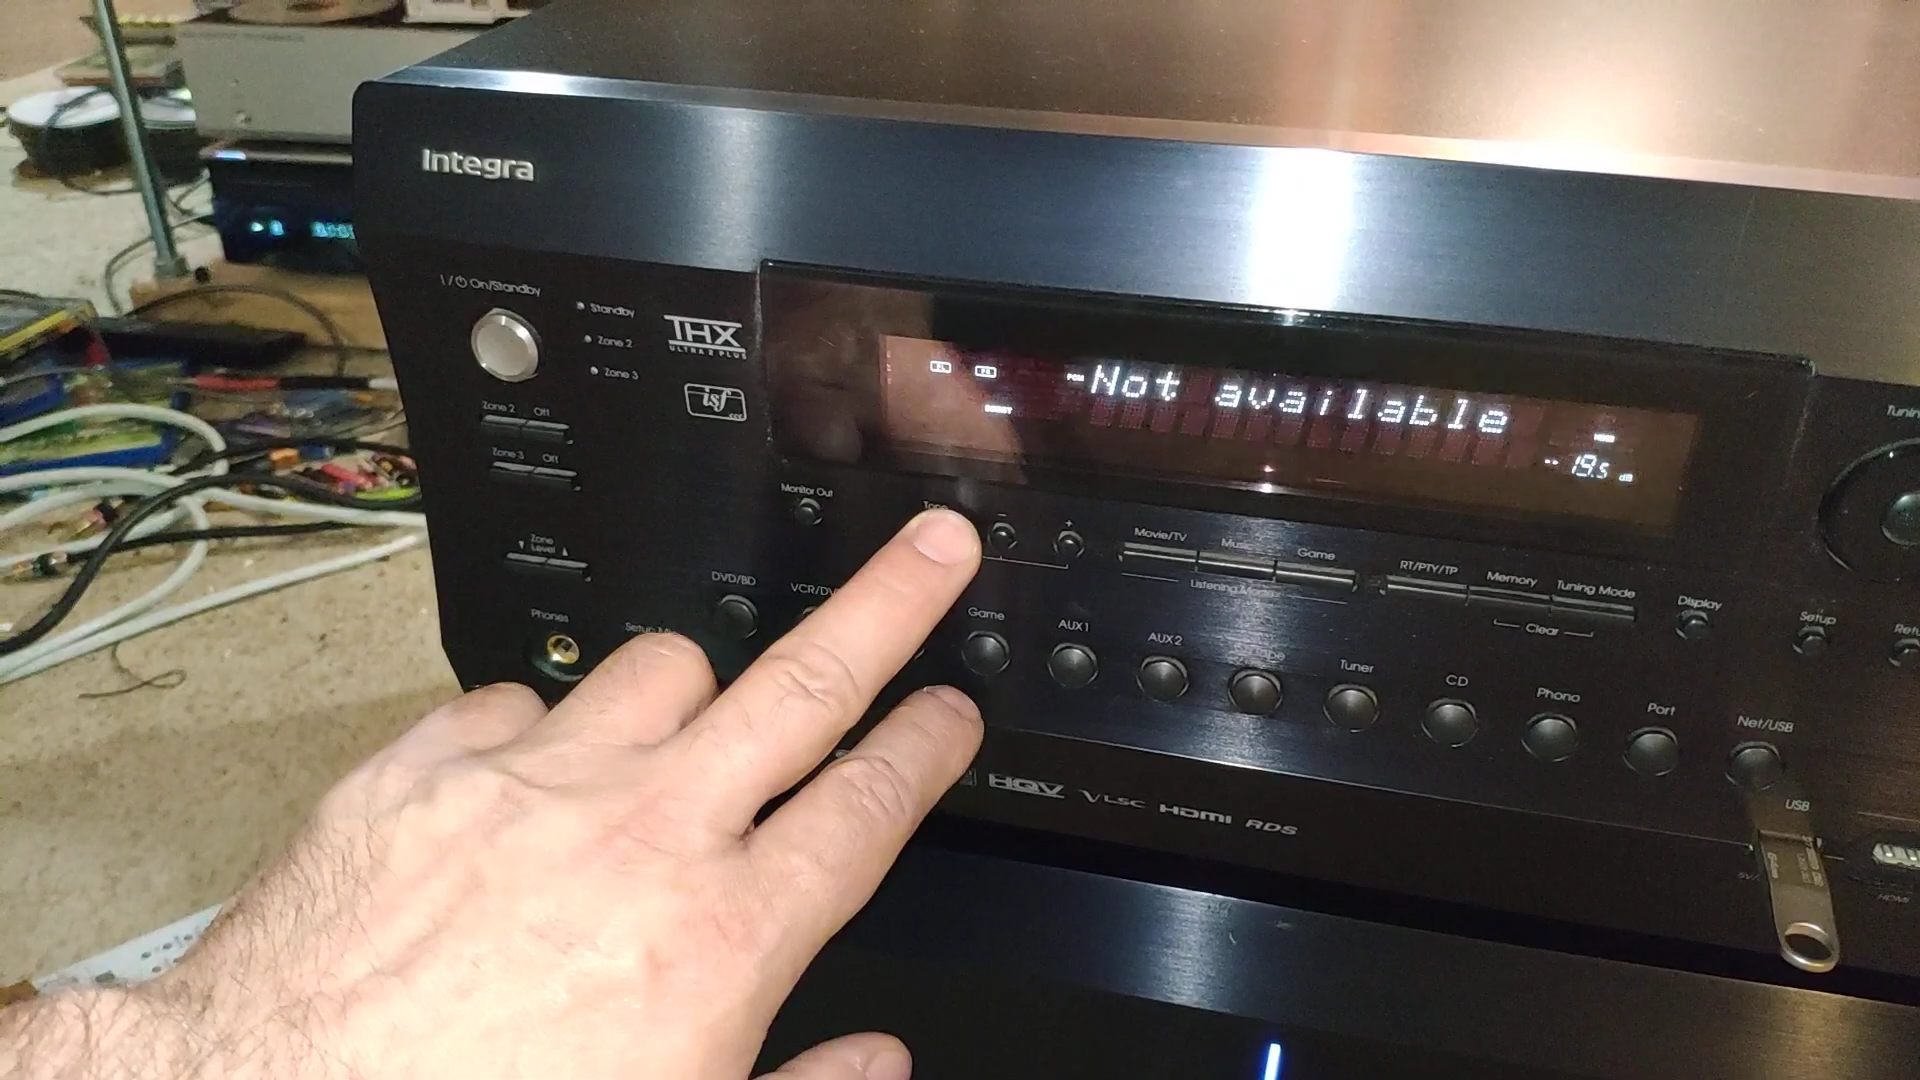 Integra
I/⏻ On/Standby
Standby
Zone 2
Zone 3
THX
ULTRA 2 PLUS
isf
Zone 2 Off
Zone 3 Off
Zone
Level
Phones
Not available
-19.5 dB
Monitor Out
Tone
- +
Movie/TV Music Game
RT/PTY/TP Memory Tuning Mode
Clear
Display
Setup
DVD/BD
Game
AUX1
AUX2
Tuner
CD
Phono
Port
Net/USB
HQV VLSC HDMI RDS
USB
HDMI